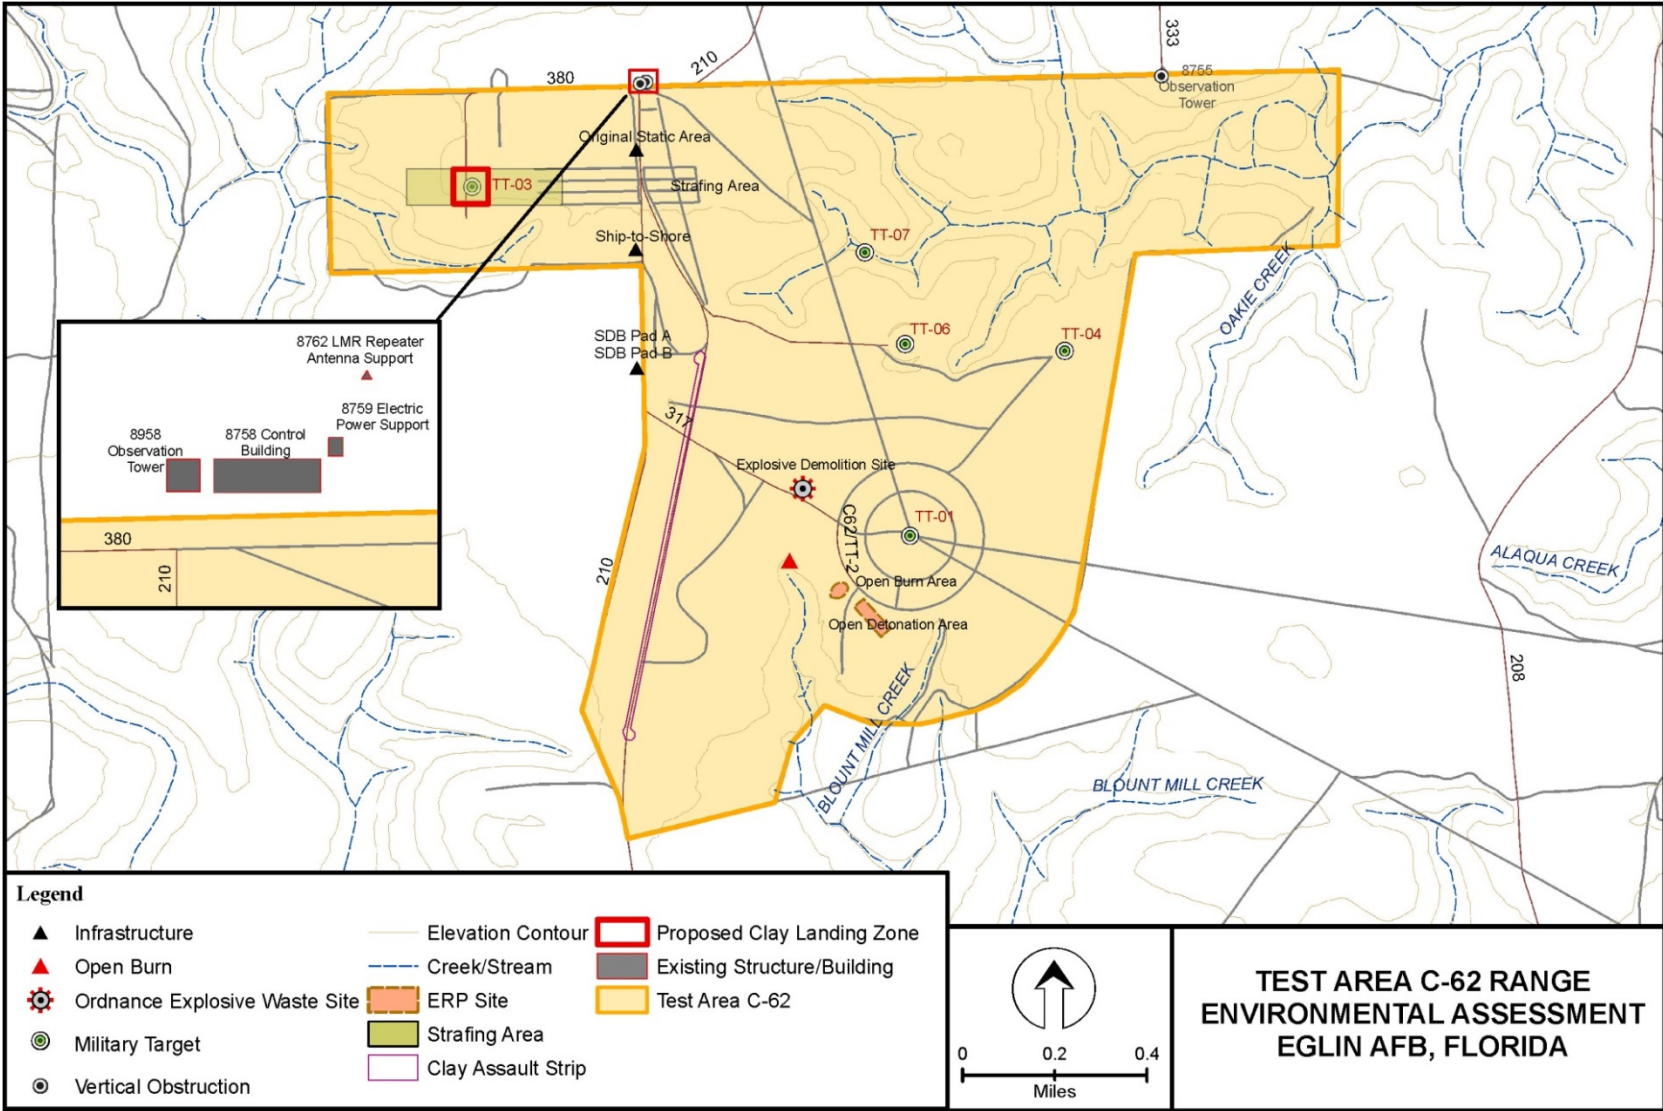 380
210
333
8755
Observation
Tower
Original Static Area
TT-03
Strafing Area
Ship-to-Shore
TT-07
OAKIE CREEK
SDB Pad A
SDB Pad B
TT-06
TT-04
8762 LMR Repeater
Antenna Support
8759 Electric
Power Support
8958
Observation
Tower
8758 Control
Building
380
210
317
Explosive Demolition Site
TT-01
C62/TT-2
210
Open Burn Area
Open Detonation Area
ALAQUA CREEK
208
BLOUNT MILL CREEK
BLOUNT MILL CREEK
Legend
Infrastructure
Open Burn
Ordnance Explosive Waste Site
Military Target
Vertical Obstruction
Elevation Contour
Creek/Stream
ERP Site
Strafing Area
Clay Assault Strip
Proposed Clay Landing Zone
Existing Structure/Building
Test Area C-62
0 0.2 0.4
Miles
TEST AREA C-62 RANGE
ENVIRONMENTAL ASSESSMENT
EGLIN AFB, FLORIDA